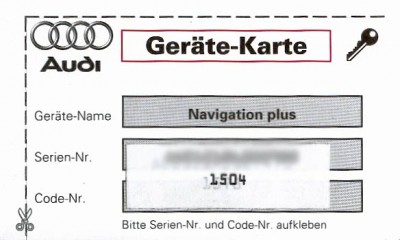 Audi
Geräte-Karte
Geräte-Name Navigation plus
Serien-Nr.
1504
Code-Nr.
Bitte Serien-Nr. und Code-Nr. aufkleben